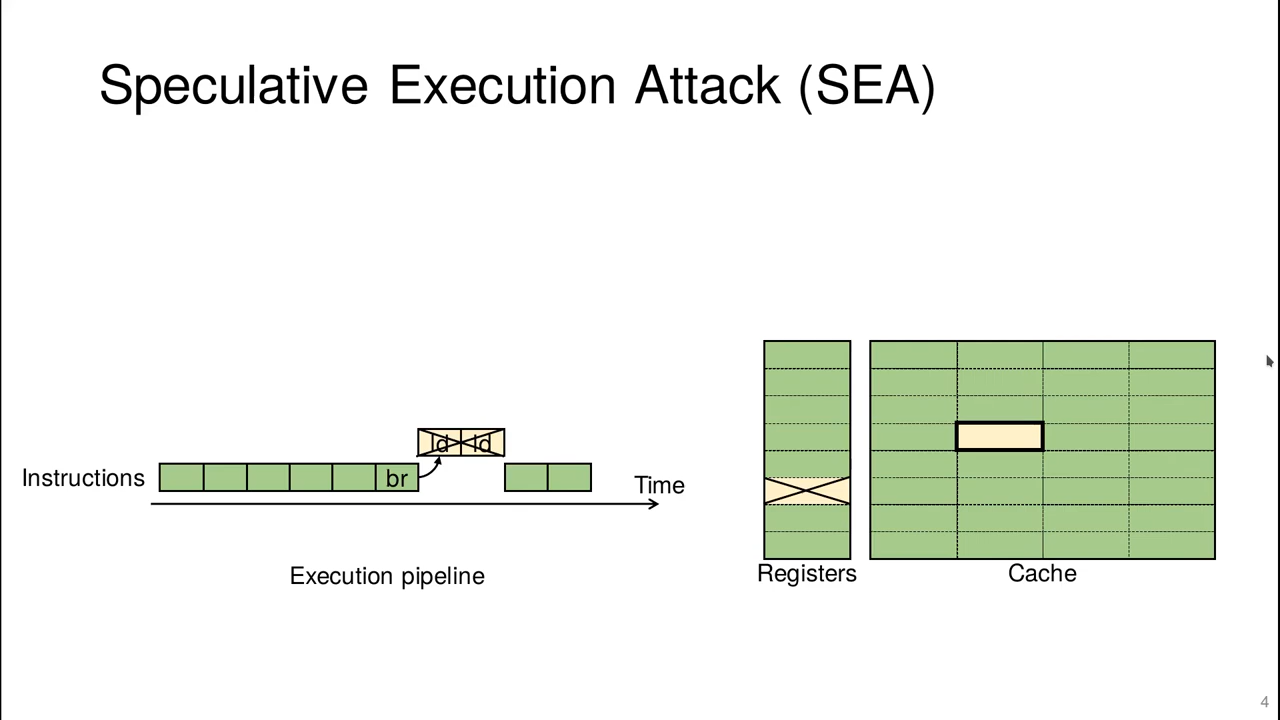 Speculative Execution Attack (SEA)
ld ld
Instructions
br
Time
Execution pipeline
Registers
Cache
4